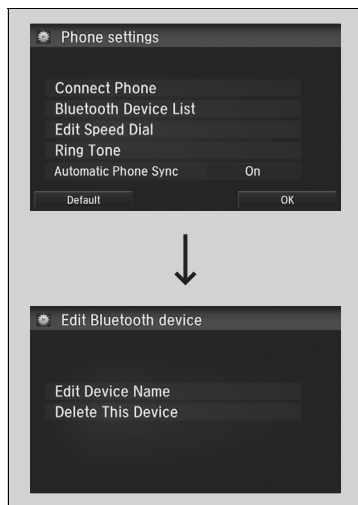 Phone settings
Connect Phone
Bluetooth Device List
Edit Speed Dial
Ring Tone
Automatic Phone Sync On
Default OK
Edit Bluetooth device
Edit Device Name
Delete This Device